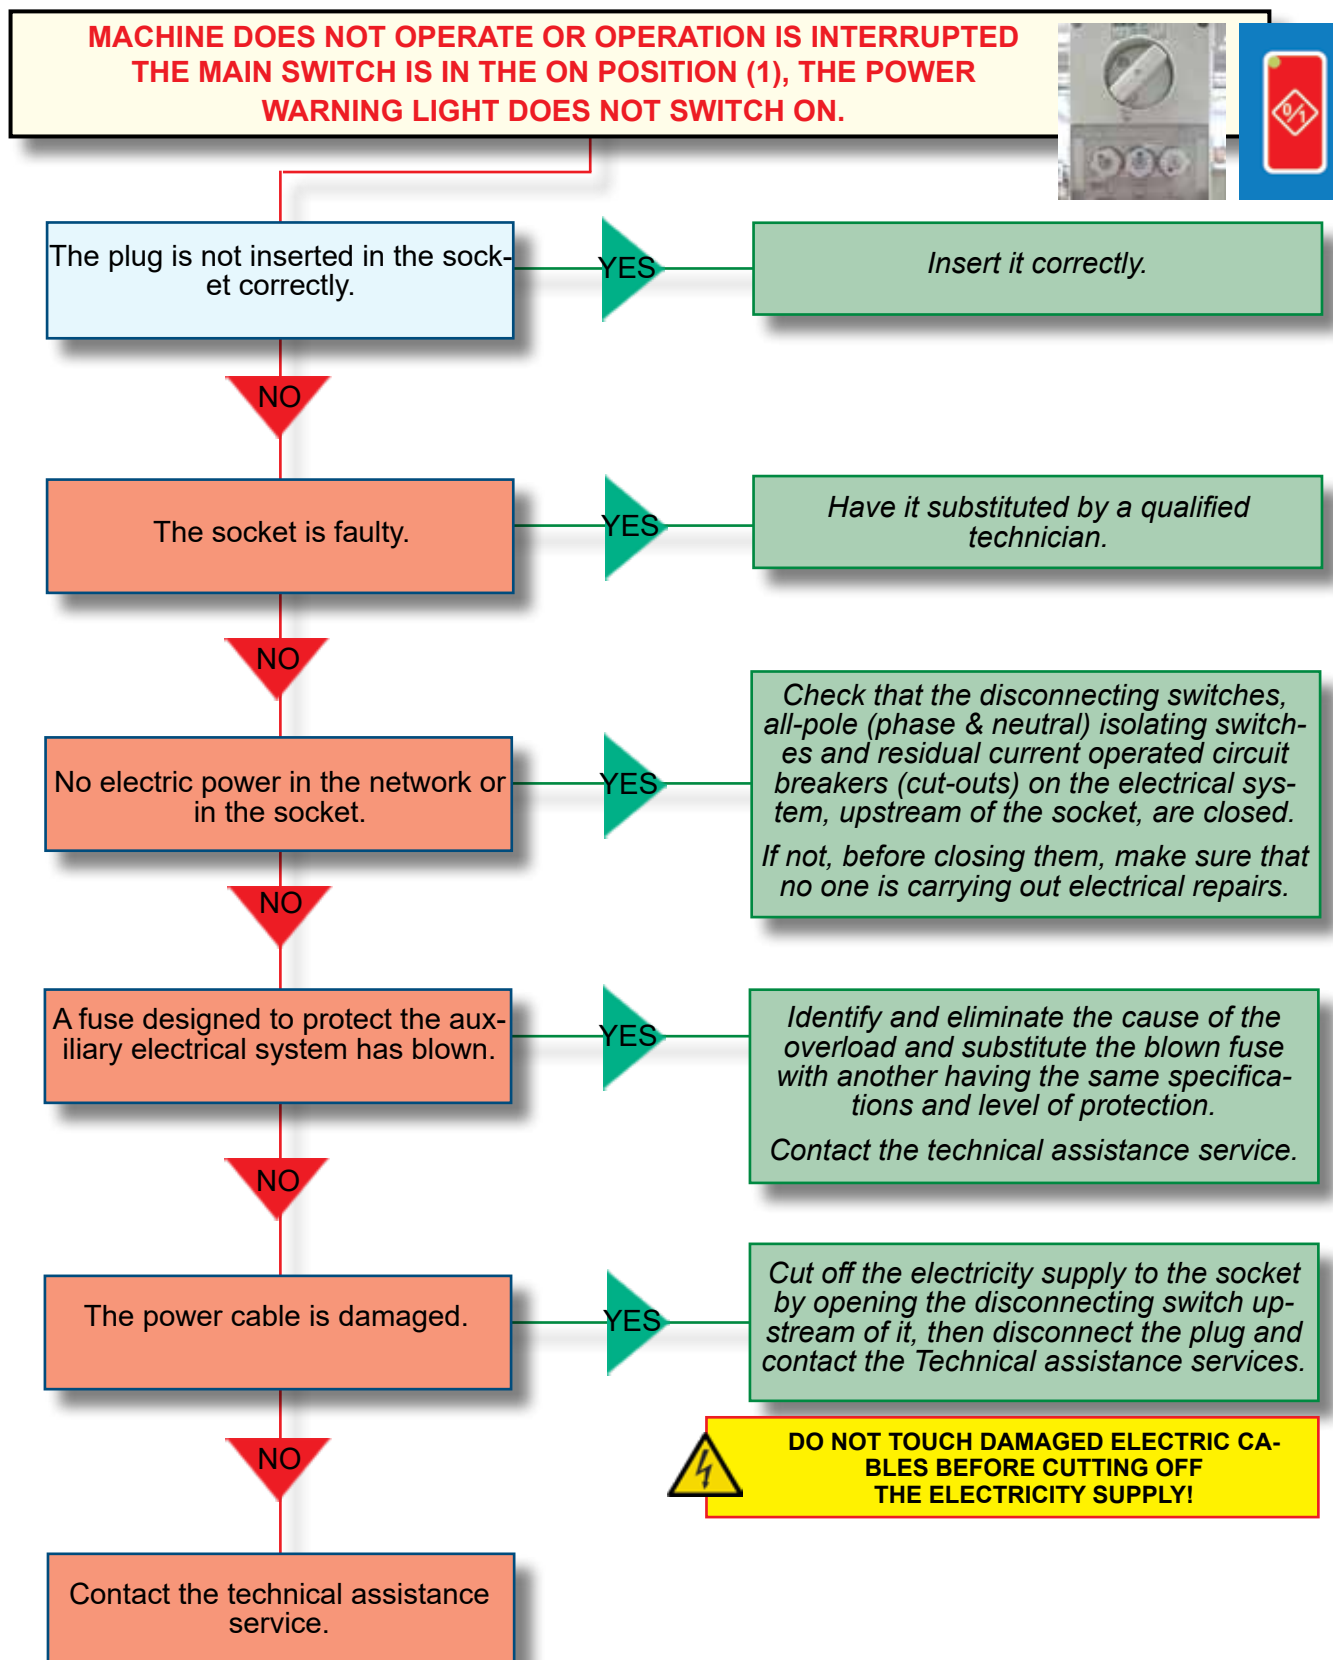 MACHINE DOES NOT OPERATE OR OPERATION IS INTERRUPTED
THE MAIN SWITCH IS IN THE ON POSITION (1), THE POWER
WARNING LIGHT DOES NOT SWITCH ON.
0/1
The plug is not inserted in the sock-
et correctly.
YES
Insert it correctly.
NO
The socket is faulty.
YES
Have it substituted by a qualified
technician.
NO
No electric power in the network or
in the socket.
YES
Check that the disconnecting switches,
all-pole (phase & neutral) isolating switch-
es and residual current operated circuit
breakers (cut-outs) on the electrical sys-
tem, upstream of the socket, are closed.
If not, before closing them, make sure that
no one is carrying out electrical repairs.
NO
A fuse designed to protect the aux-
iliary electrical system has blown.
YES
Identify and eliminate the cause of the
overload and substitute the blown fuse
with another having the same specifica-
tions and level of protection.
Contact the technical assistance service.
NO
The power cable is damaged.
YES
Cut off the electricity supply to the socket
by opening the disconnecting switch up-
stream of it, then disconnect the plug and
contact the Technical assistance services.
DO NOT TOUCH DAMAGED ELECTRIC CA-
BLES BEFORE CUTTING OFF
THE ELECTRICITY SUPPLY!
NO
Contact the technical assistance
service.